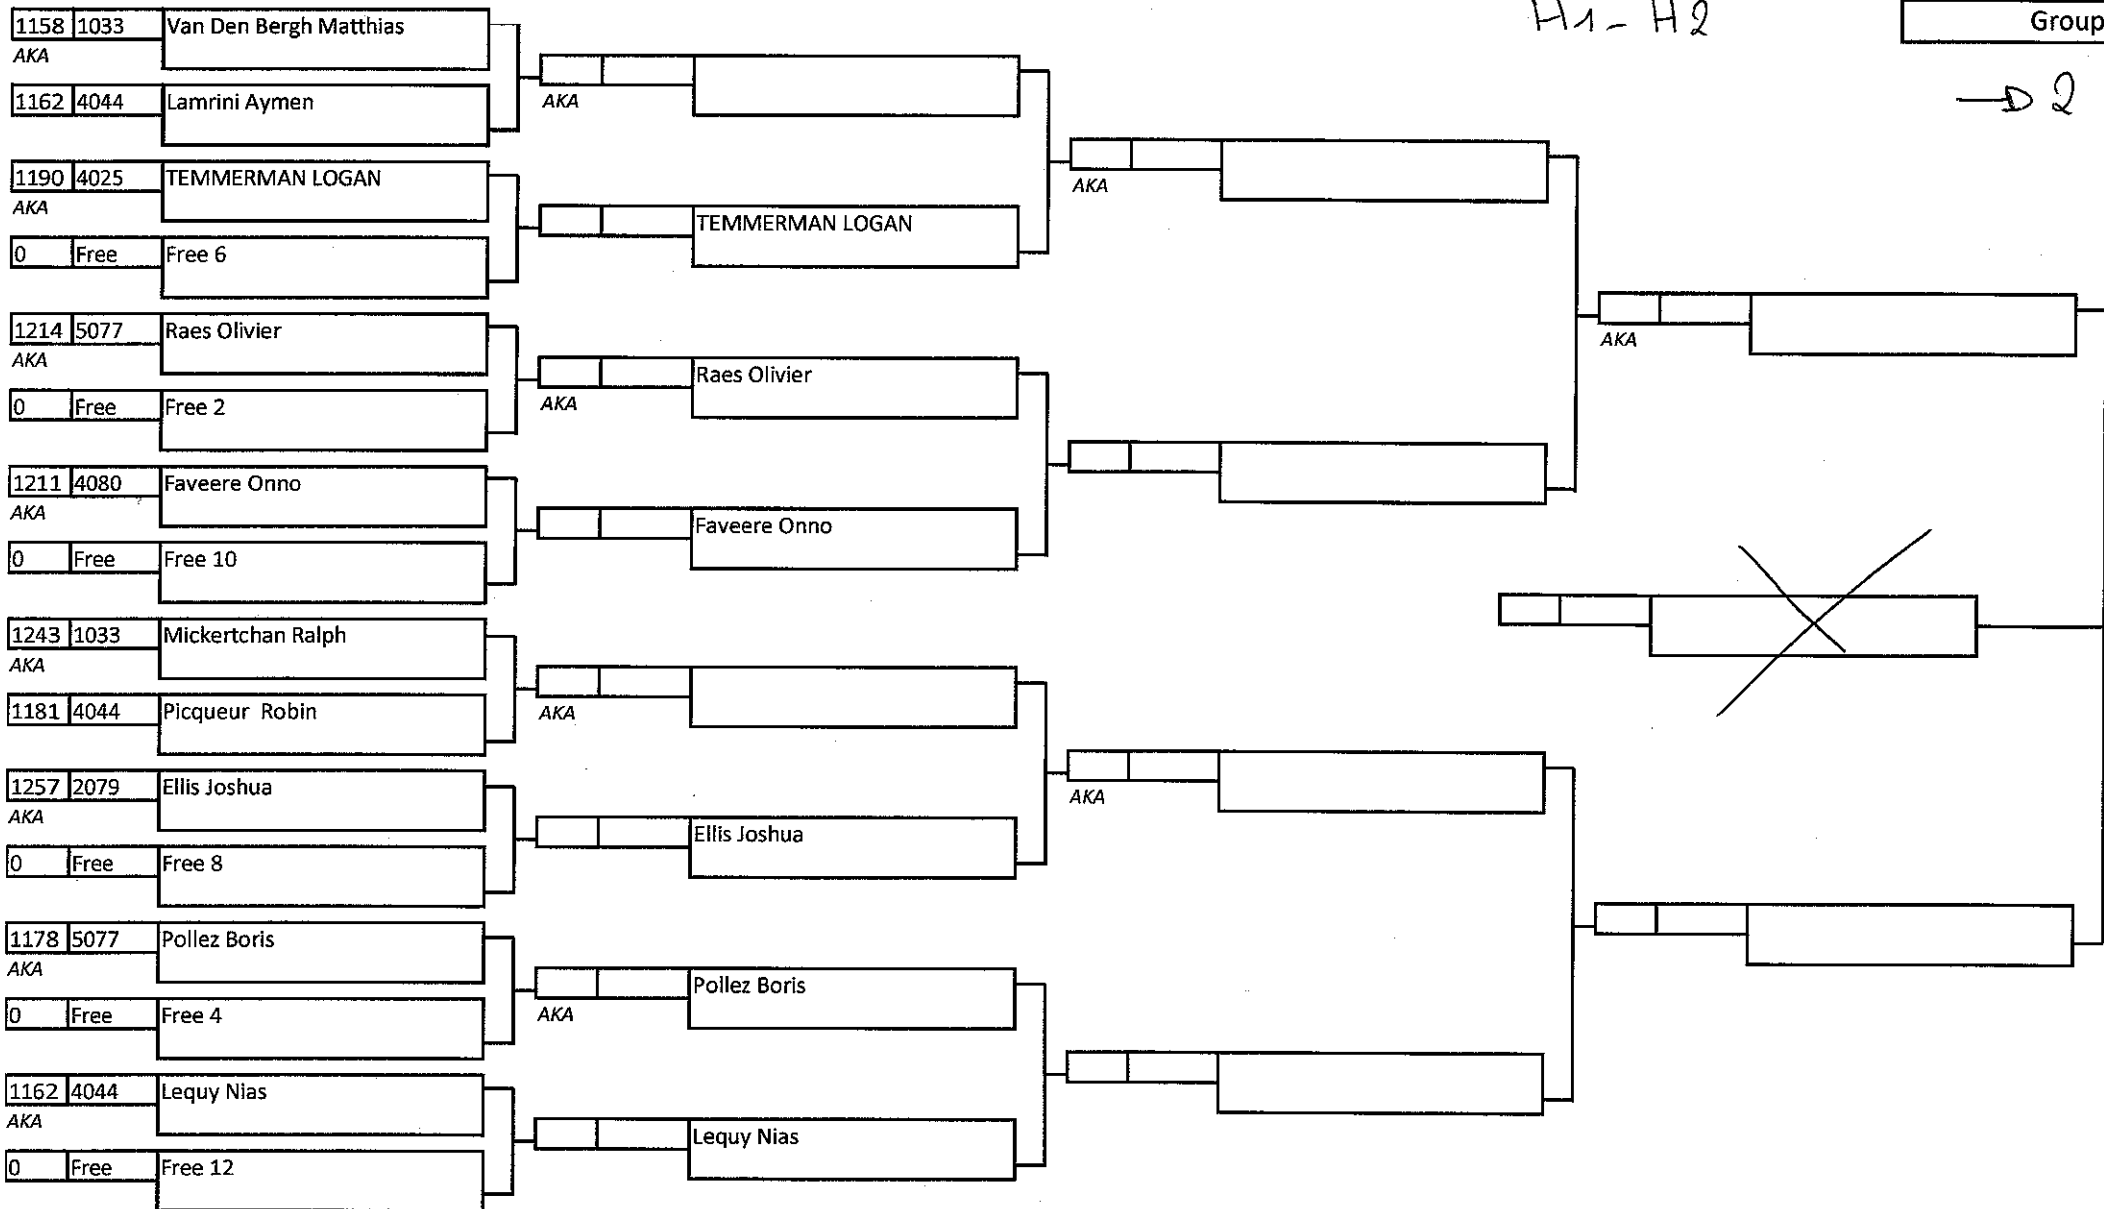 H1 - H2
Group
2
1158 1033 Van Den Bergh Matthias
AKA
1162 4044 Lamrini Aymen
1190 4025 TEMMERMAN LOGAN
AKA
0 Free Free 6
1214 5077 Raes Olivier
AKA
0 Free Free 2
1211 4080 Faveere Onno
AKA
0 Free Free 10
1243 1033 Mickertchan Ralph
AKA
1181 4044 Picqueur Robin
1257 2079 Ellis Joshua
AKA
0 Free Free 8
1178 5077 Pollez Boris
AKA
0 Free Free 4
1162 4044 Lequy Nias
AKA
0 Free Free 12
AKA
TEMMERMAN LOGAN
Raes Olivier
AKA
Faveere Onno
AKA
Ellis Joshua
Pollez Boris
AKA
Lequy Nias
AKA
AKA
AKA